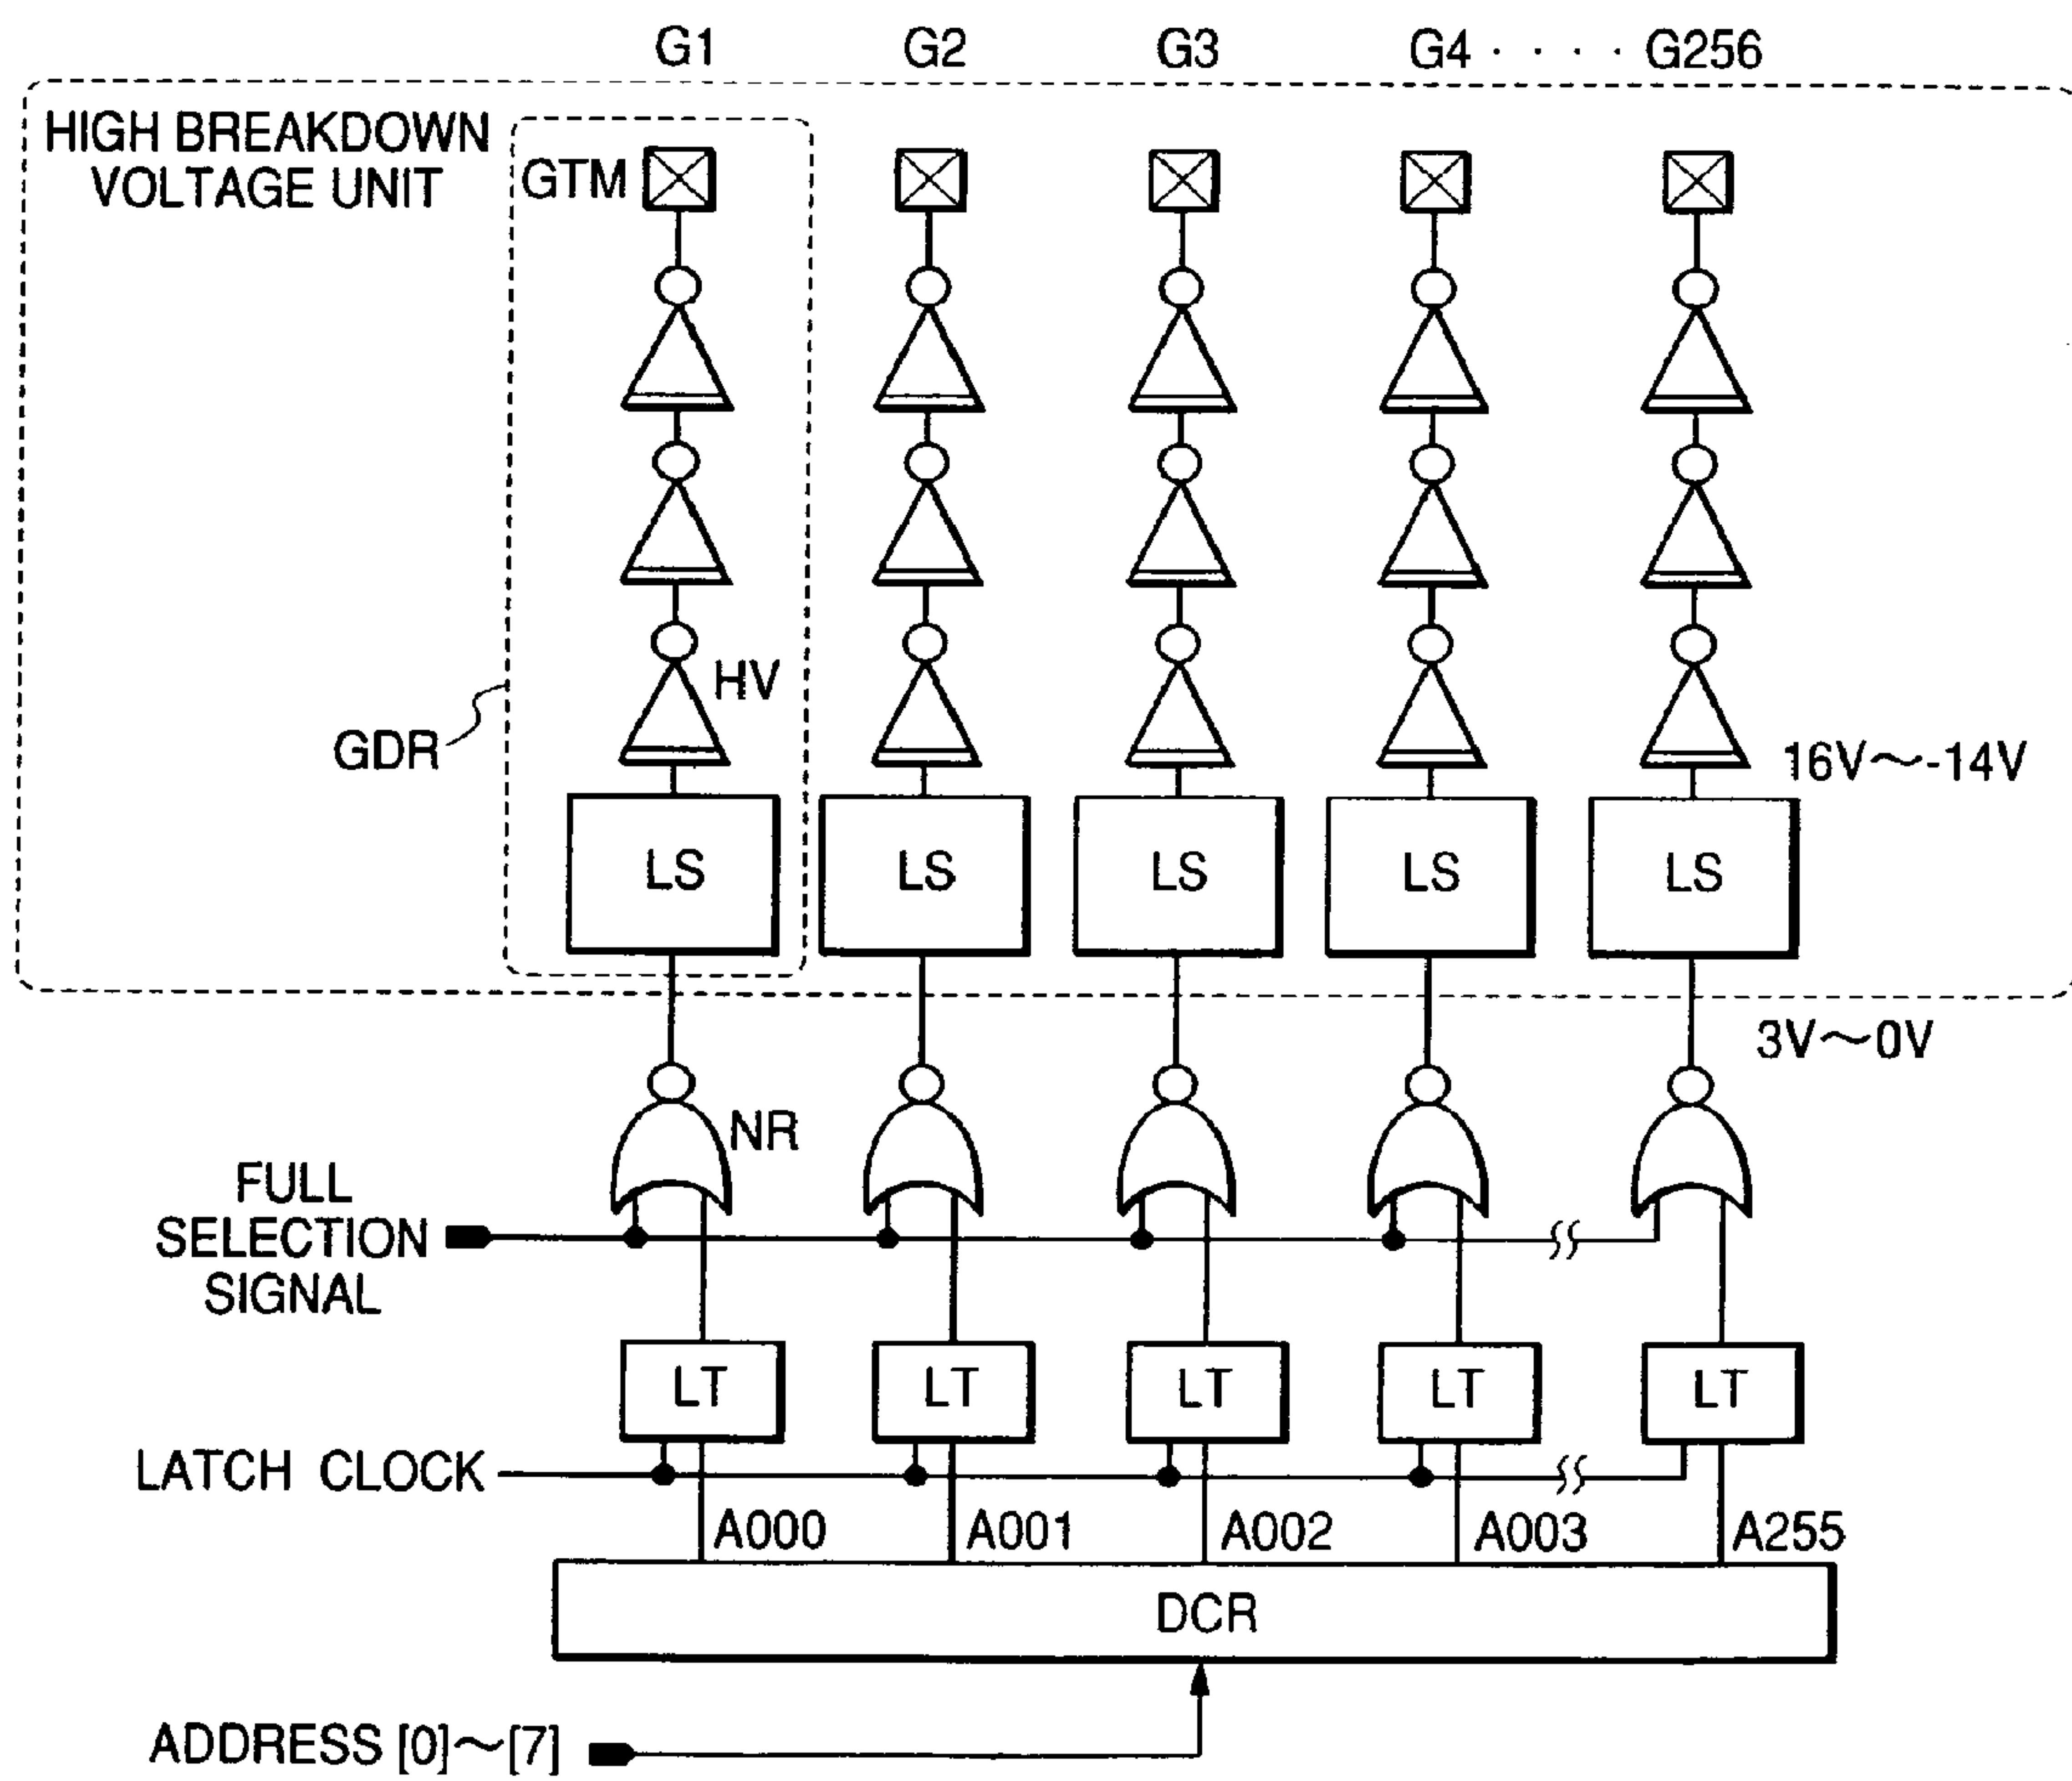 G1 G2 G3 G4 · · · · G256
HIGH BREAKDOWN
VOLTAGE UNIT
GTM
HV
GDR
16V～-14V
LS LS LS LS LS
3V～0V
NR
FULL
SELECTION
SIGNAL
LT LT LT LT LT
LATCH CLOCK
A000 A001 A002 A003 A255
DCR
ADDRESS [0]～[7]